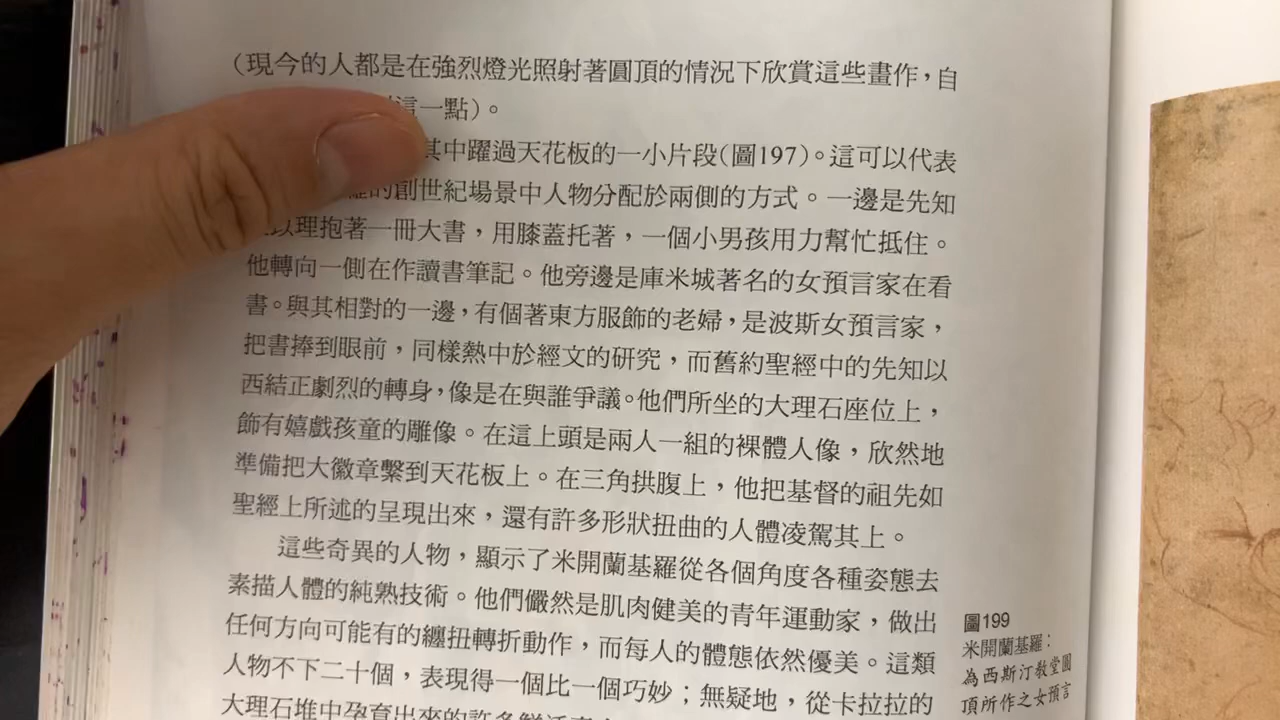 （現今的人都是在強烈燈光照射著圓頂的情況下欣賞這些畫作，自
這一點）。
其中躍過天花板的一小片段（圖197）。這可以代表
的創世紀場景中人物分配於兩側的方式。一邊是先知
以理抱著一冊大書，用膝蓋托著，一個小男孩用力幫忙抵住。
他轉向一側在作讀書筆記。他旁邊是庫米城著名的女預言家在看
書。與其相對的一邊，有個著東方服飾的老婦，是波斯女預言家，
把書捧到眼前，同樣熱中於經文的研究，而舊約聖經中的先知以
西結正劇烈的轉身，像是在與誰爭議。他們所坐的大理石座位上，
飾有嬉戲孩童的雕像。在這上頭是兩人一組的裸體人像，欣然地
準備把大徽章繫到天花板上。在三角拱腹上，他把基督的祖先如
聖經上所述的呈現出來，還有許多形狀扭曲的人體凌駕其上。
這些奇異的人物，顯示了米開蘭基羅從各個角度各種姿態去
素描人體的純熟技術。他們儼然是肌肉健美的青年運動家，做出
任何方向可能有的纏扭轉折動作，而每人的體態依然優美。這類
人物不下二十個，表現得一個比一個巧妙；無疑地，從卡拉拉的
大理石堆中孕育出來的許多
圖199
米開蘭基羅：
為西斯汀教堂圓
頂所作之女預言